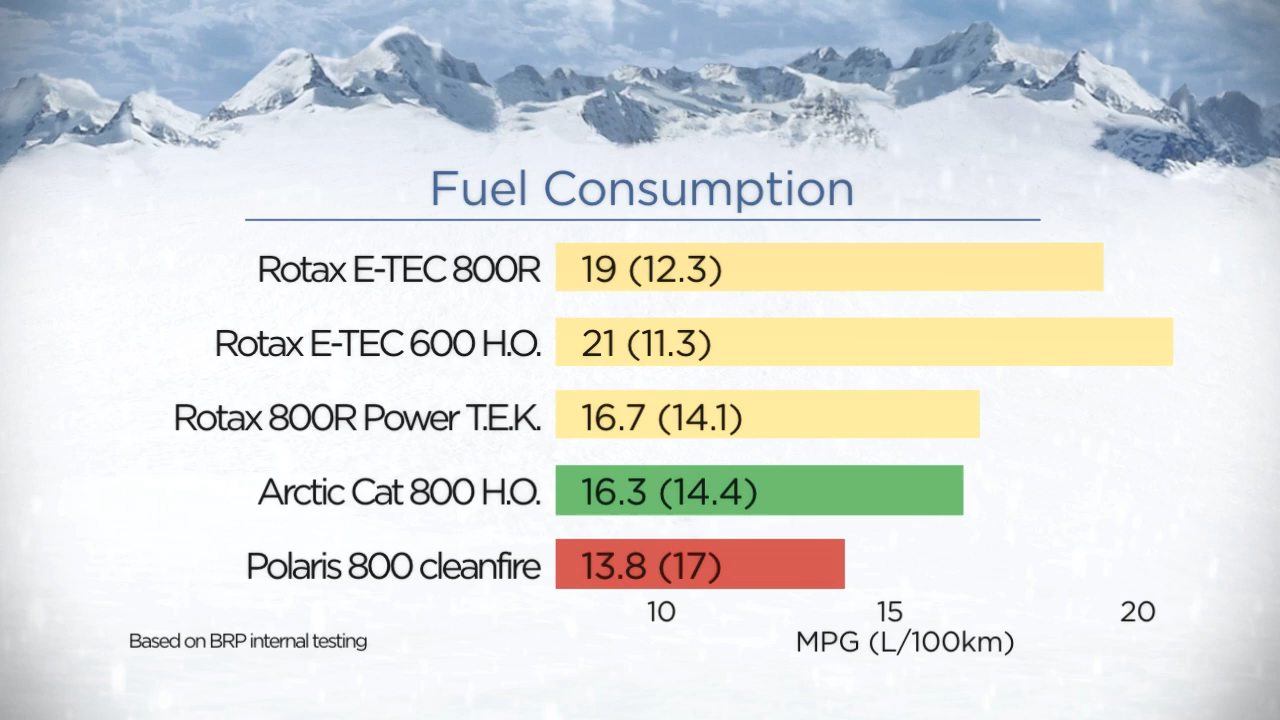 Fuel Consumption
Rotax E-TEC 800R 19 (12.3)
Rotax E-TEC 600 H.O. 21 (11.3)
Rotax 800R Power T.E.K. 16.7 (14.1)
Arctic Cat 800 H.O. 16.3 (14.4)
Polaris 800 cleanfire 13.8 (17)
10 15 20
Based on BRP internal testing MPG (L/100km)